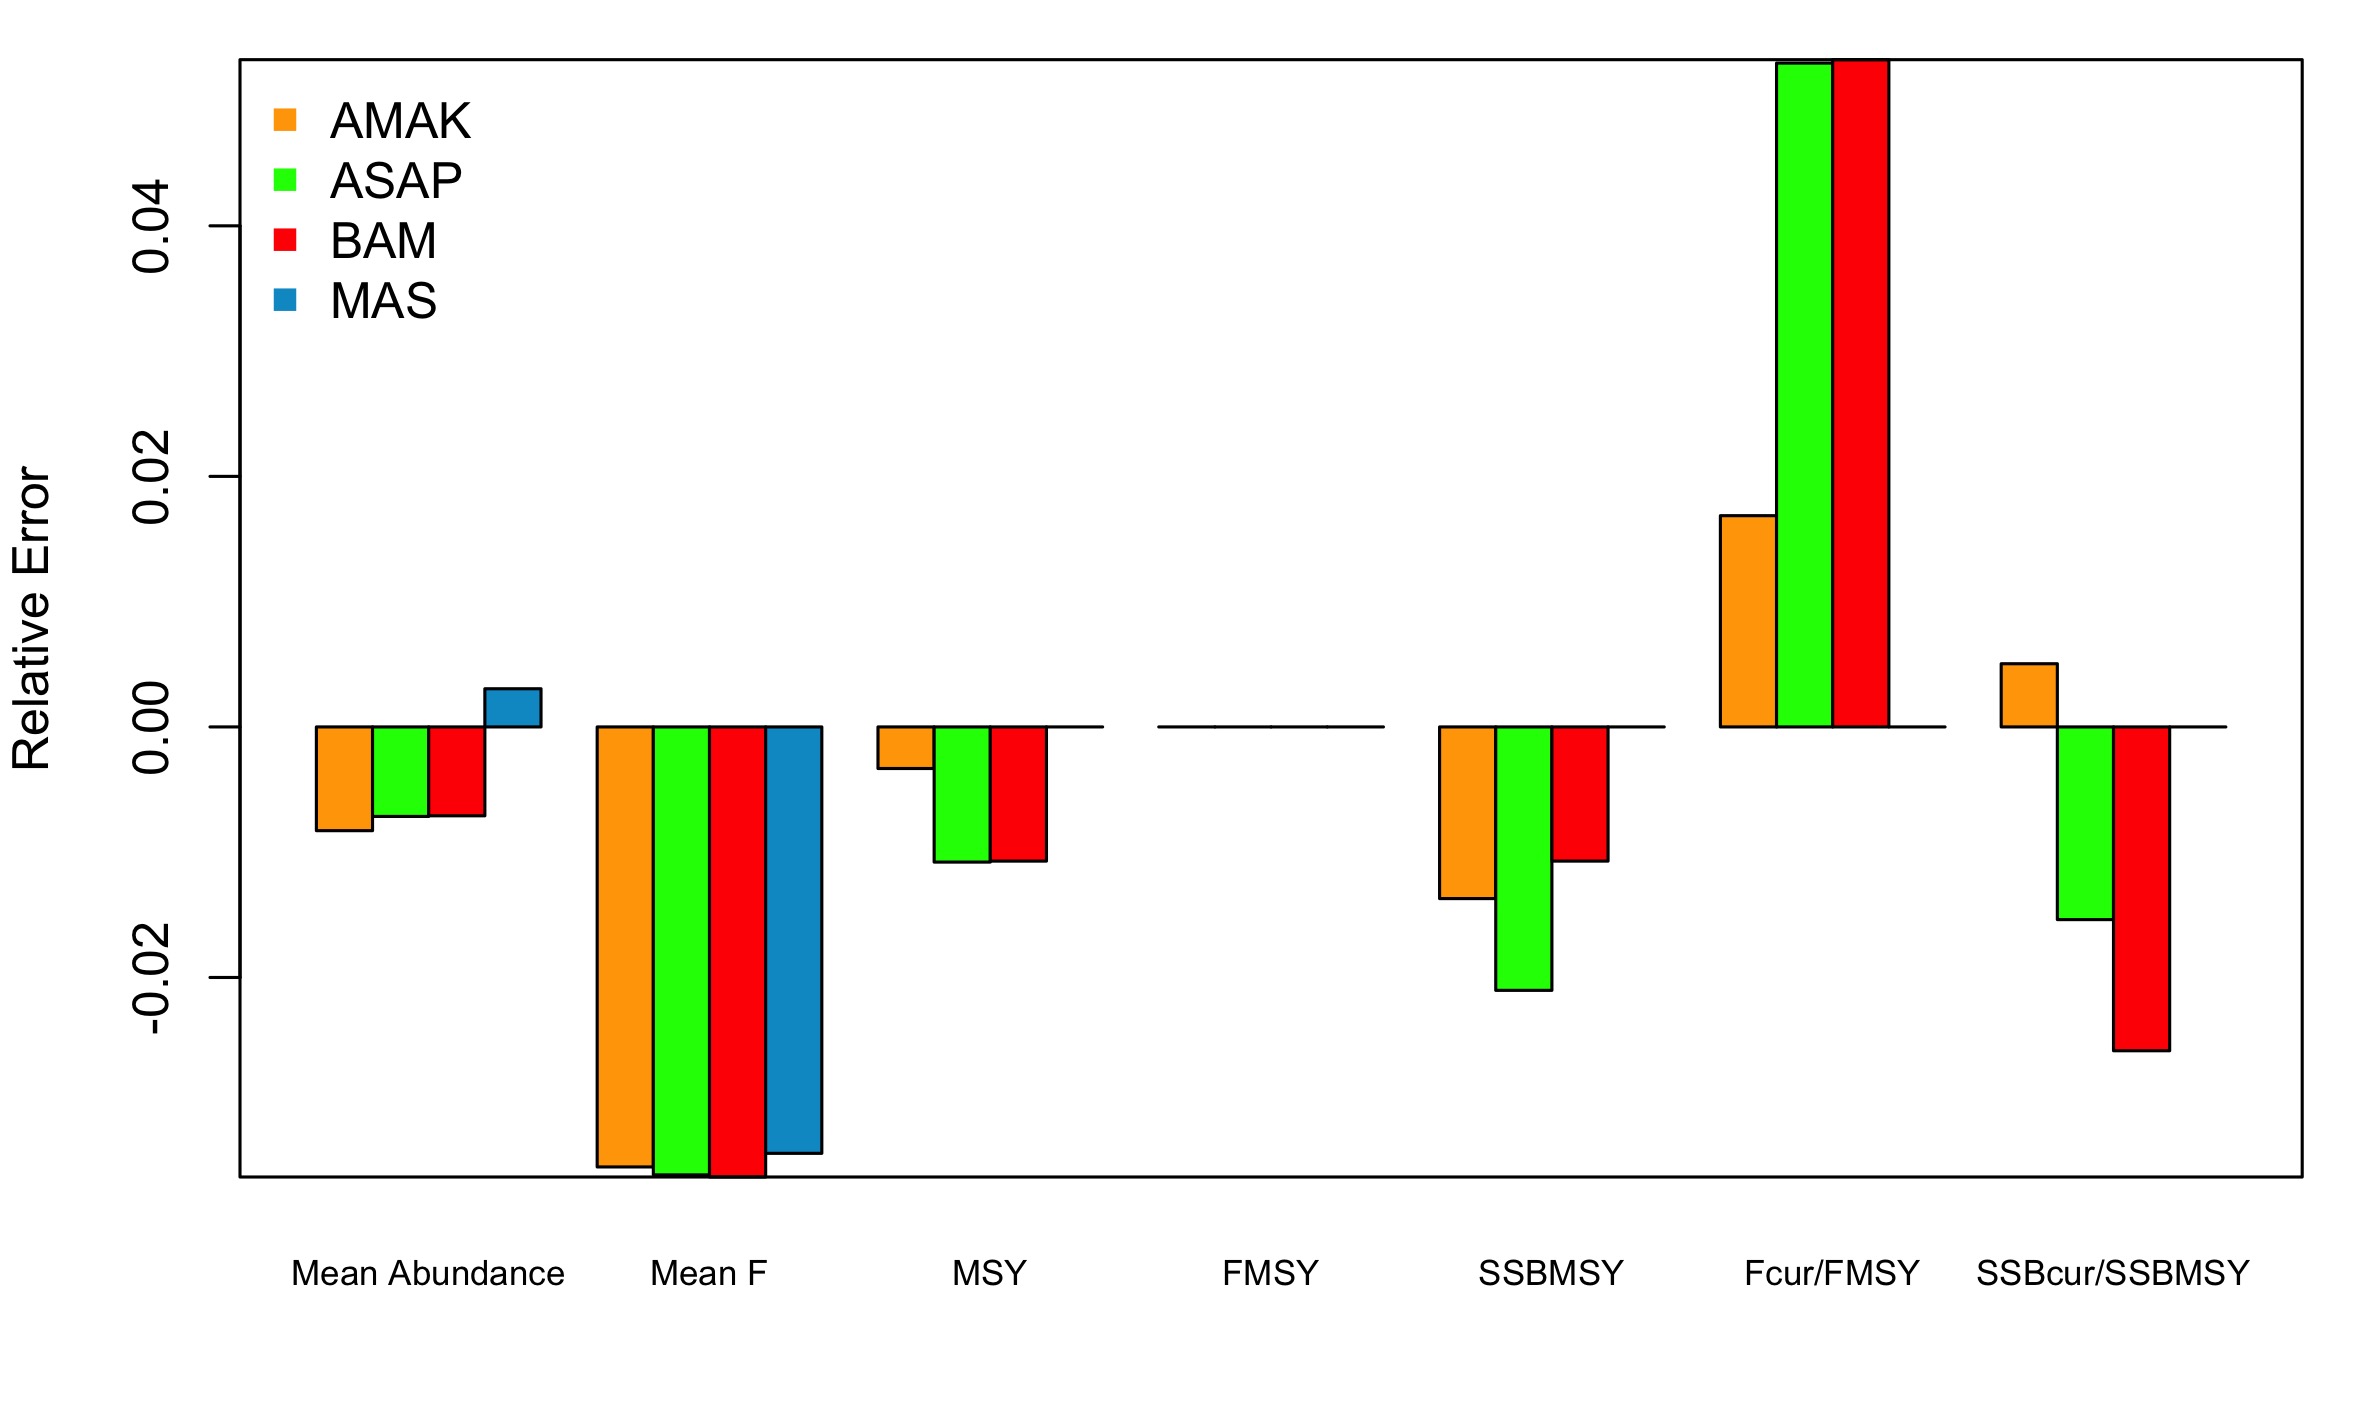 AMAK
ASAP
BAM
MAS
Relative Error
0.04
0.02
0.00
-0.02
Mean Abundance
Mean F
MSY
FMSY
SSBMSY
Fcur/FMSY
SSBcur/SSBMSY